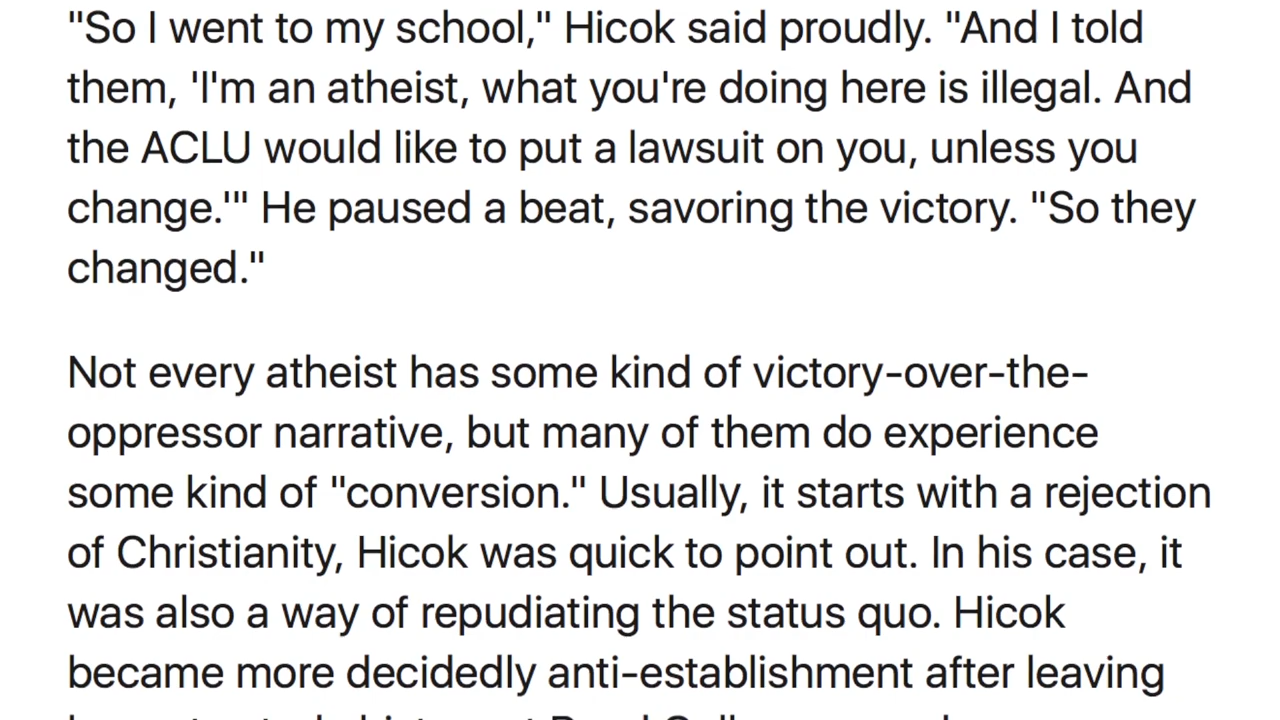 "So I went to my school," Hicok said proudly. "And I told
them, 'I'm an atheist, what you're doing here is illegal. And
the ACLU would like to put a lawsuit on you, unless you
change.'" He paused a beat, savoring the victory. "So they
changed."
Not every atheist has some kind of victory-over-the-
oppressor narrative, but many of them do experience
some kind of "conversion." Usually, it starts with a rejection
of Christianity, Hicok was quick to point out. In his case, it
was also a way of repudiating the status quo. Hicok
became more decidedly anti-establishment after leaving